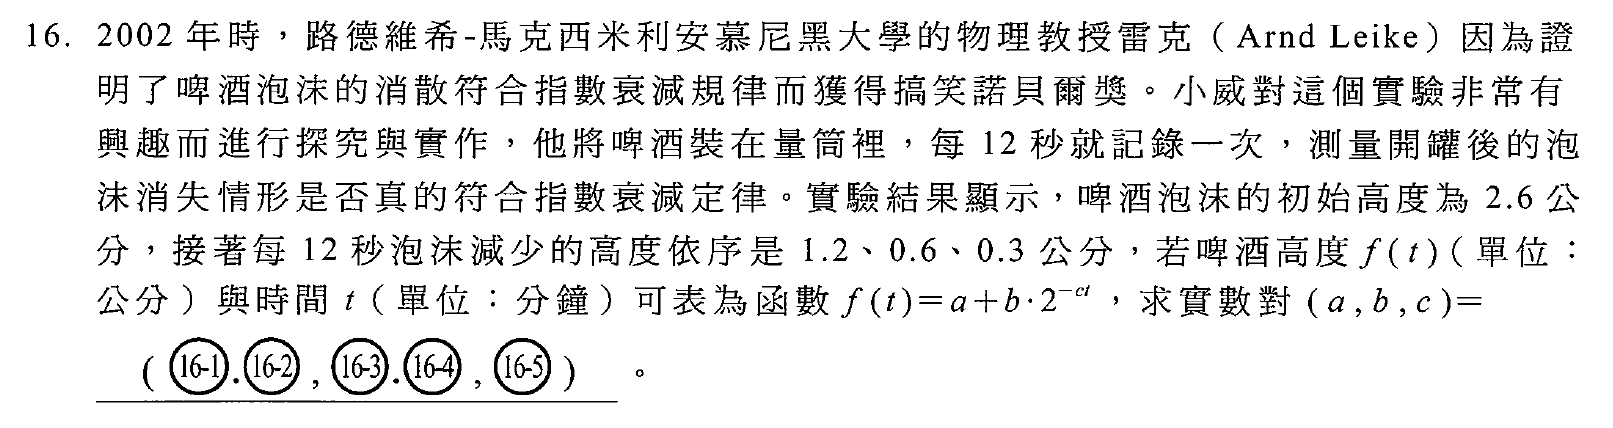 16. 2002 年時，路德維希-馬克西米利安慕尼黑大學的物理教授雷克（Arnd Leike）因為證
明了啤酒泡沫的消散符合指數衰減規律而獲得搞笑諾貝爾獎。小威對這個實驗非常有
興趣而進行探究與實作，他將啤酒裝在量筒裡，每 12 秒就記錄一次，測量開罐後的泡
沫消失情形是否真的符合指數衰減定律。實驗結果顯示，啤酒泡沫的初始高度為 2.6 公
分，接著每 12 秒泡沫減少的高度依序是 1.2、0.6、0.3 公分，若啤酒高度 f(t)（單位：
公分）與時間 t（單位：分鐘）可表為函數 f(t)=a+b·2^{-ct}，求實數對 (a,b,c)=
(16-1.16-2,16-3.16-4,16-5)。